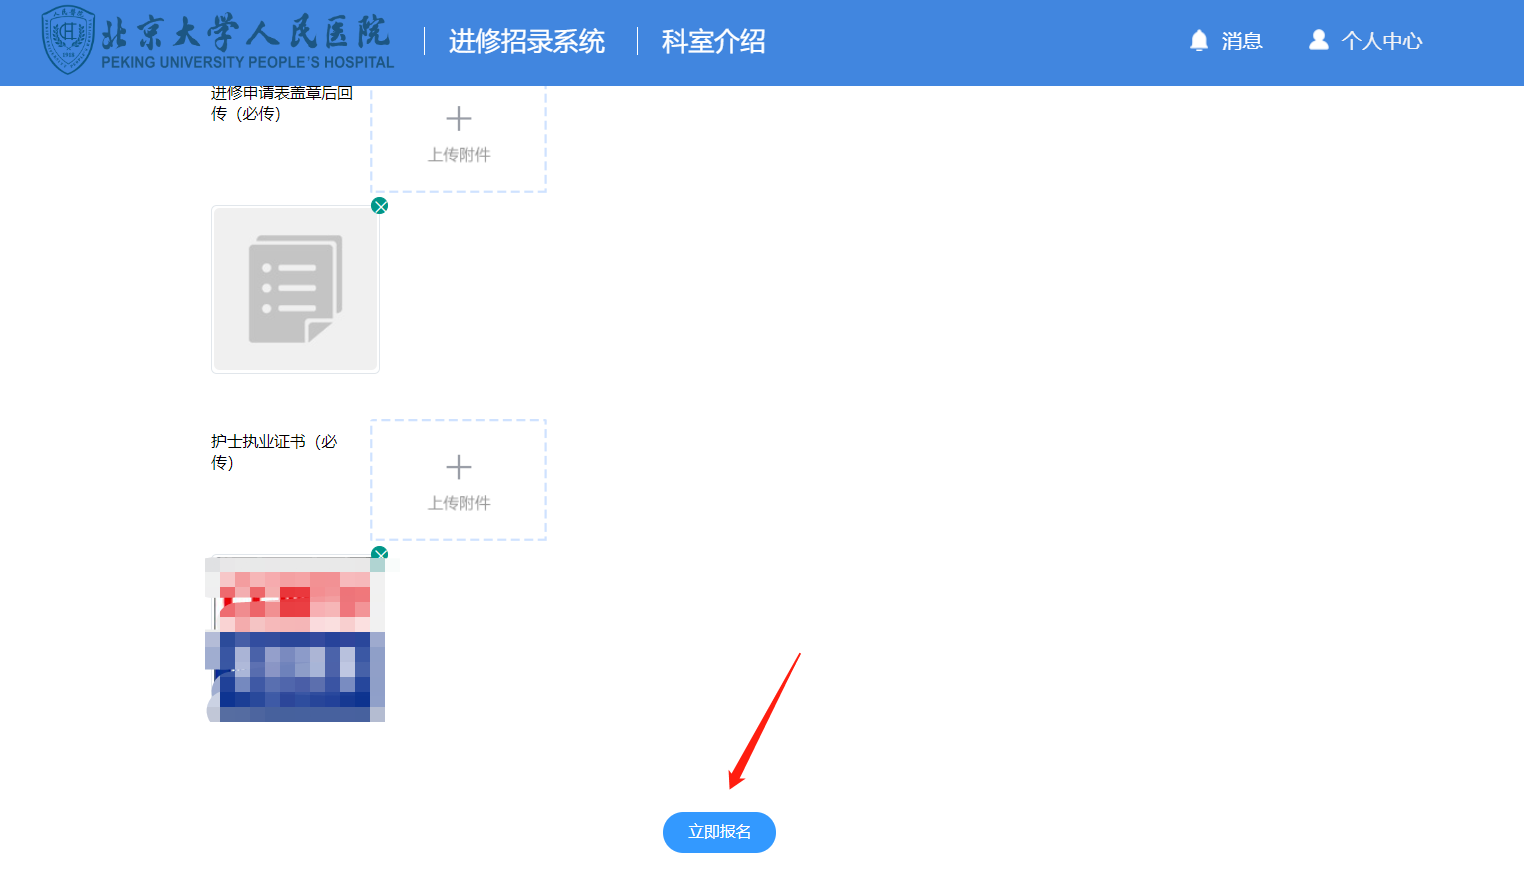 北京大学人民医院
PEKING UNIVERSITY PEOPLE'S HOSPITAL
进修招录系统
科室介绍
消息
个人中心
进修申请表盖章后回
传（必传）
上传附件
护士执业证书（必
传）
上传附件
立即报名